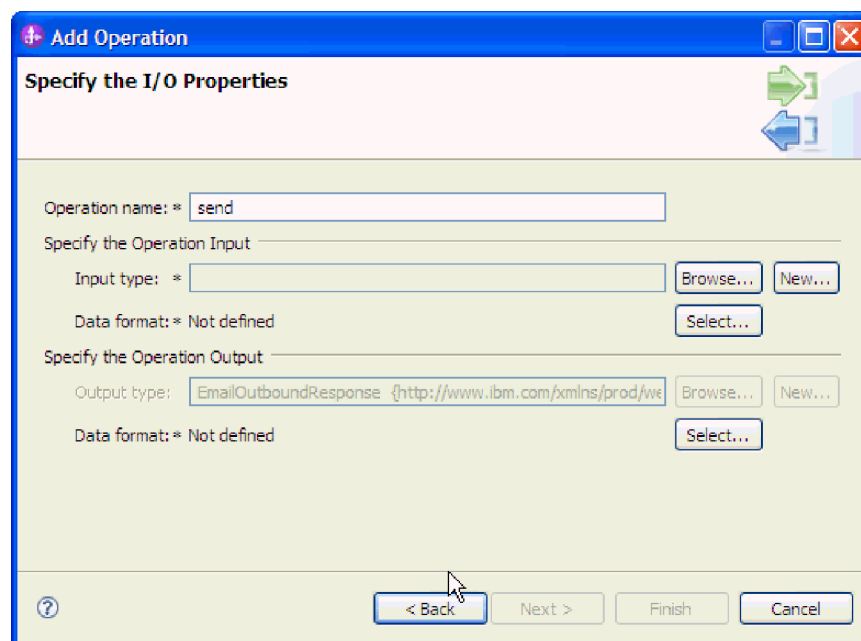 Add Operation
Specify the I/O Properties
Operation name: * send
Specify the Operation Input
Input type: * Browse... New...
Data format: * Not defined Select...
Specify the Operation Output
Output type: EmailOutboundResponse {http://www.ibm.com/xmlns/prod/we Browse... New...
Data format: * Not defined Select...
? < Back Next > Finish Cancel